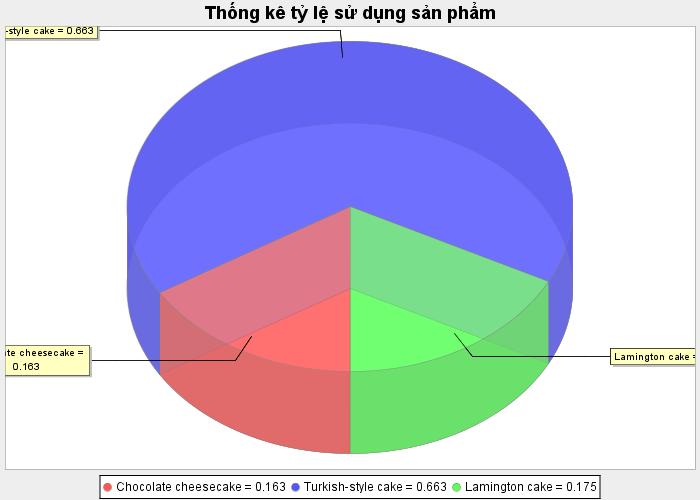 Thống kê tỷ lệ sử dụng sản phẩm
-style cake = 0.663
cheesecake =
0.163
Lamington cake =
Chocolate cheesecake = 0.163 Turkish-style cake = 0.663 Lamington cake = 0.175